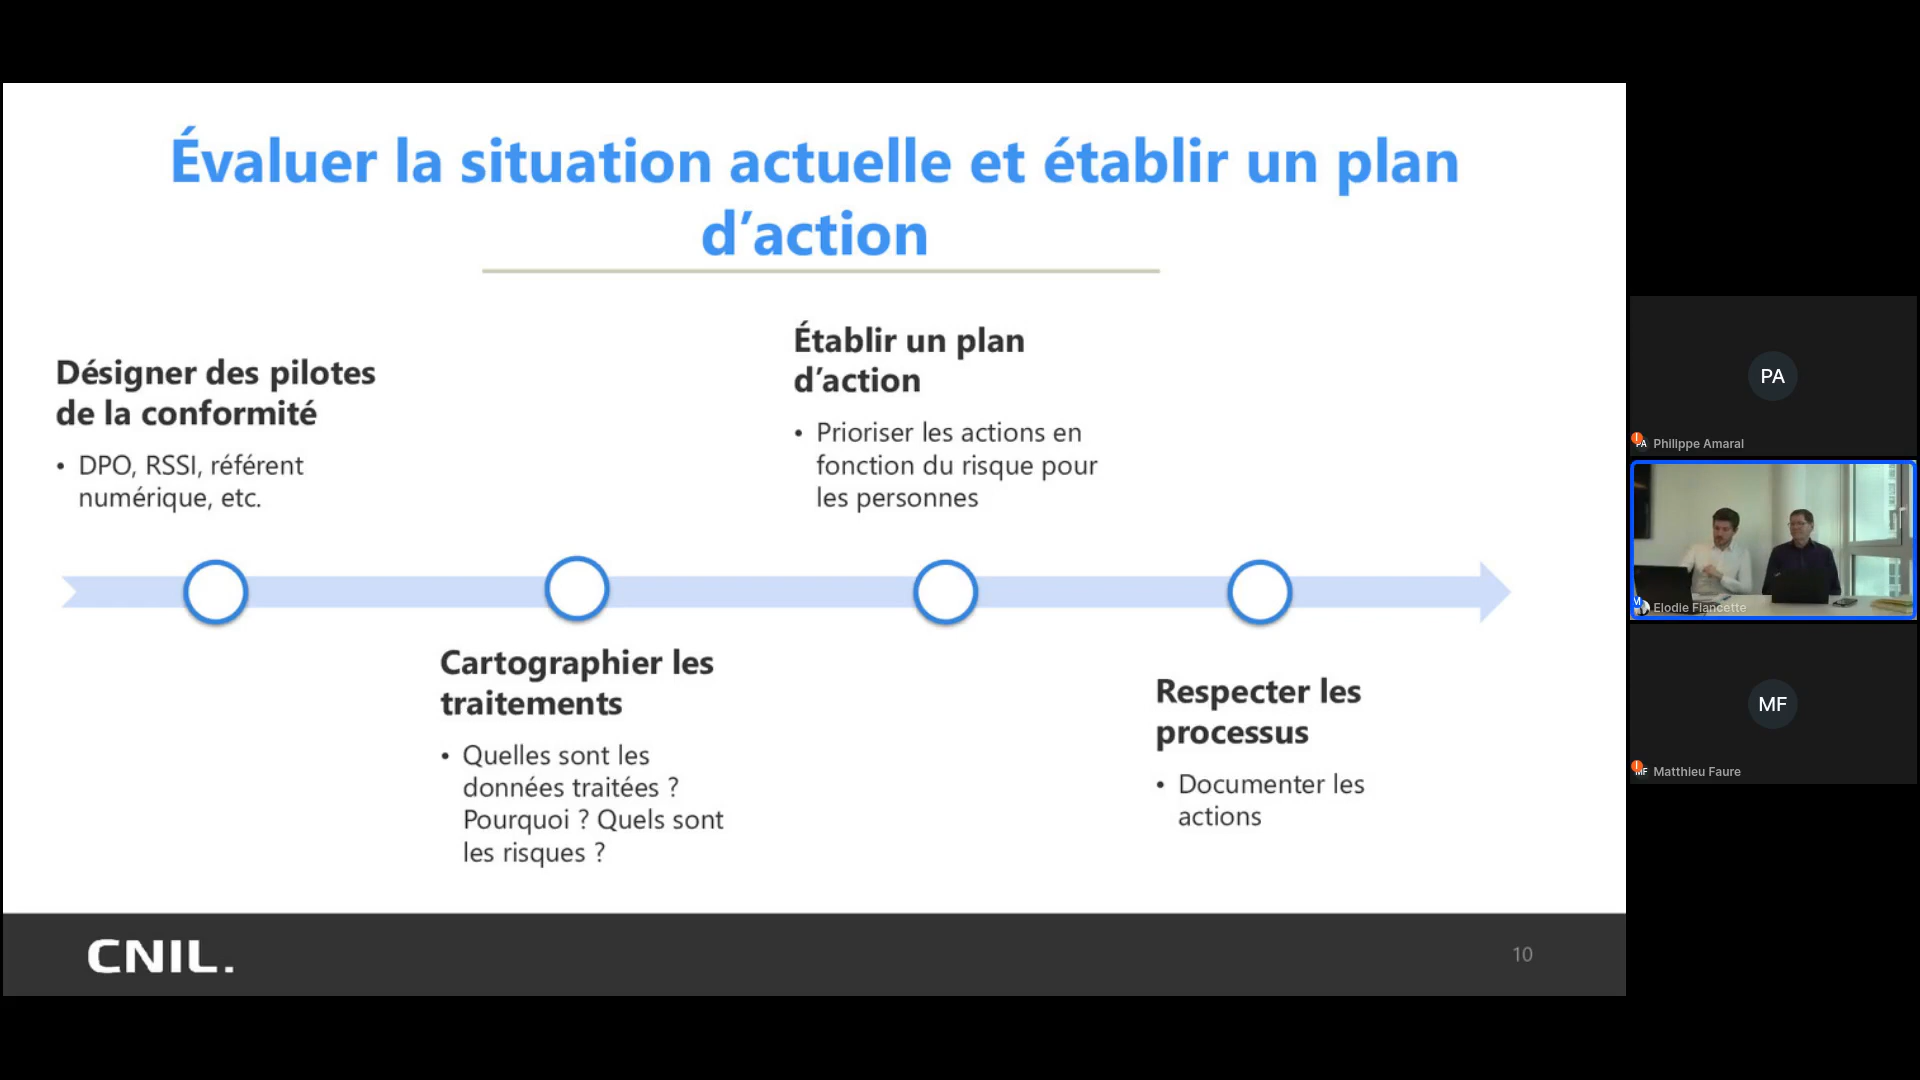 Évaluer la situation actuelle et établir un plan
d’action
Désigner des pilotes
de la conformité
• DPO, RSSI, référent
numérique, etc.
Établir un plan
d’action
• Prioriser les actions en
fonction du risque pour
les personnes
Cartographier les
traitements
• Quelles sont les
données traitées ?
Pourquoi ? Quels sont
les risques ?
Respecter les
processus
• Documenter les
actions
CNIL.
10
PA
Philippe Amaral
Elodie Flancette
MF
Matthieu Faure